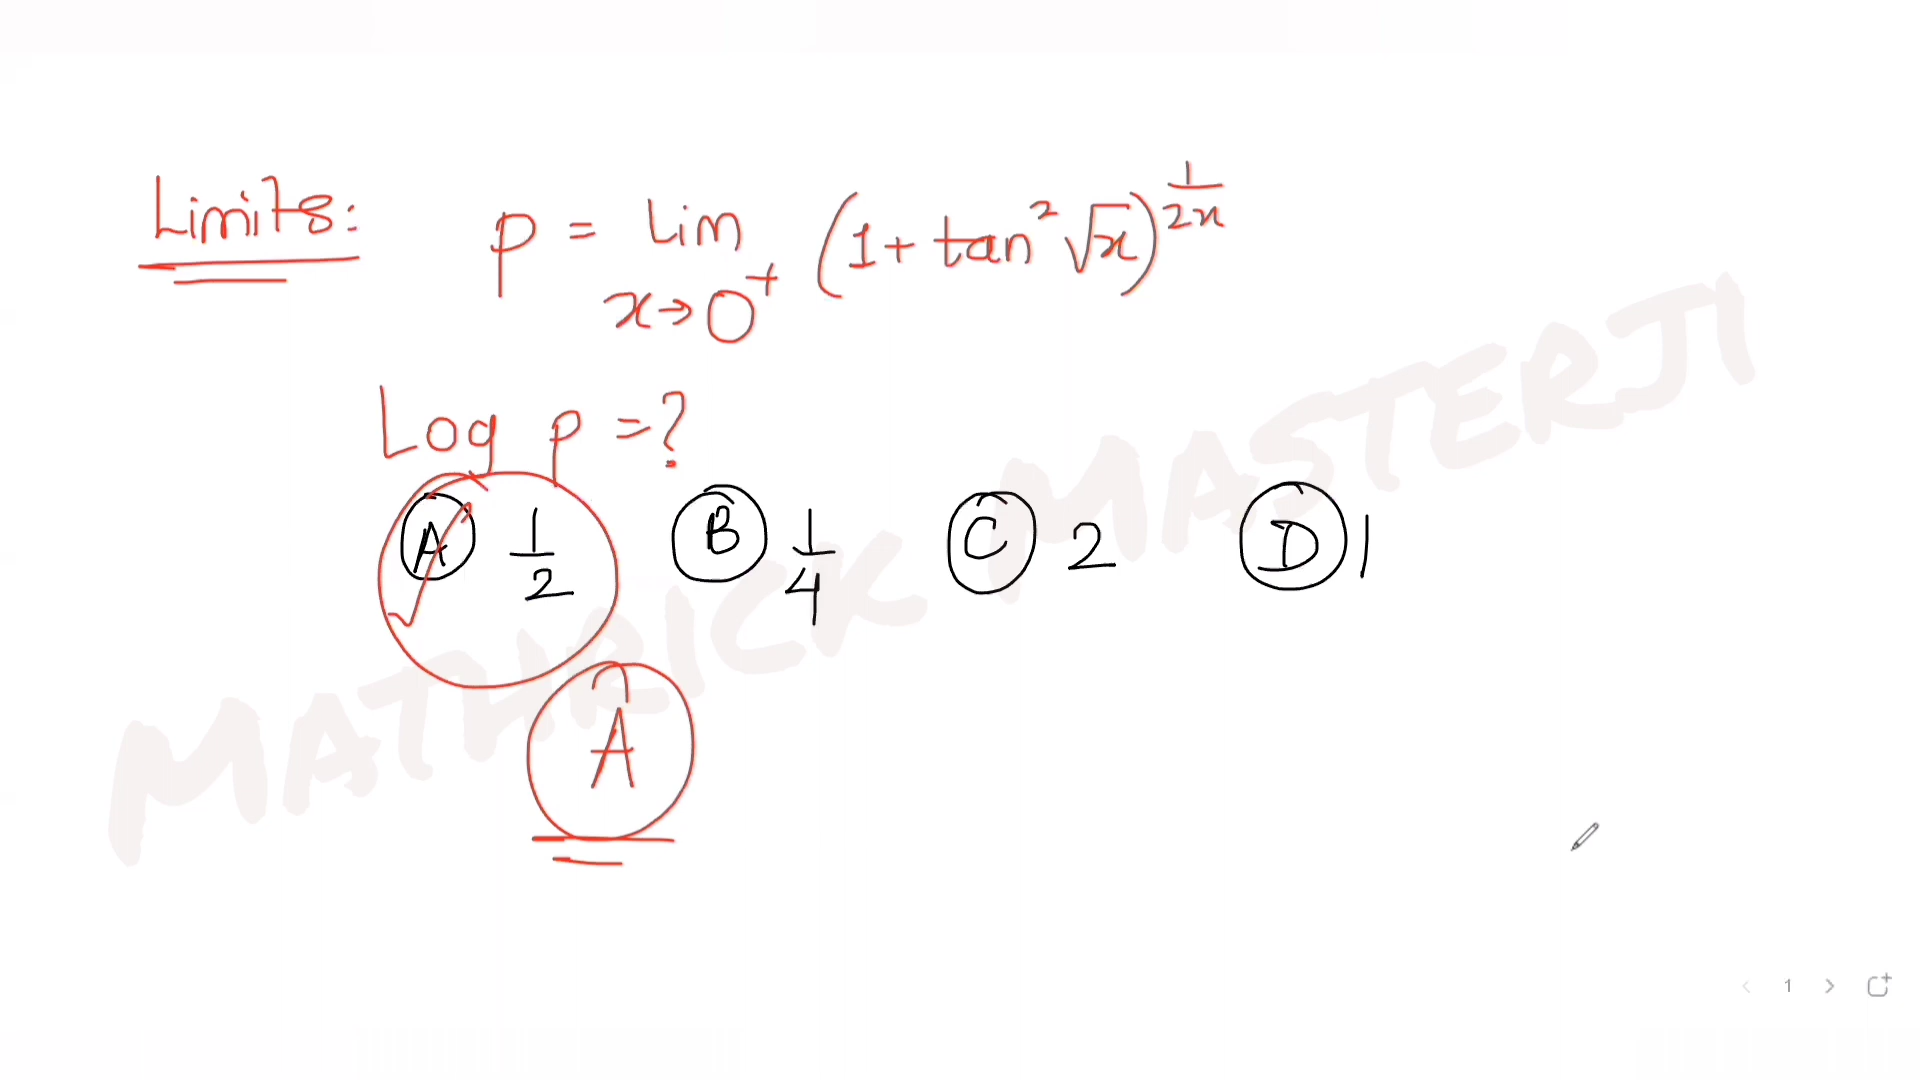 Limits: p = Lim x→0⁺ (1 + tan² √x)^(1/2x)
Log p = ?
A 1/2 B 1/4 C 2 D 1
A
MATHRICK MASTERJI
1